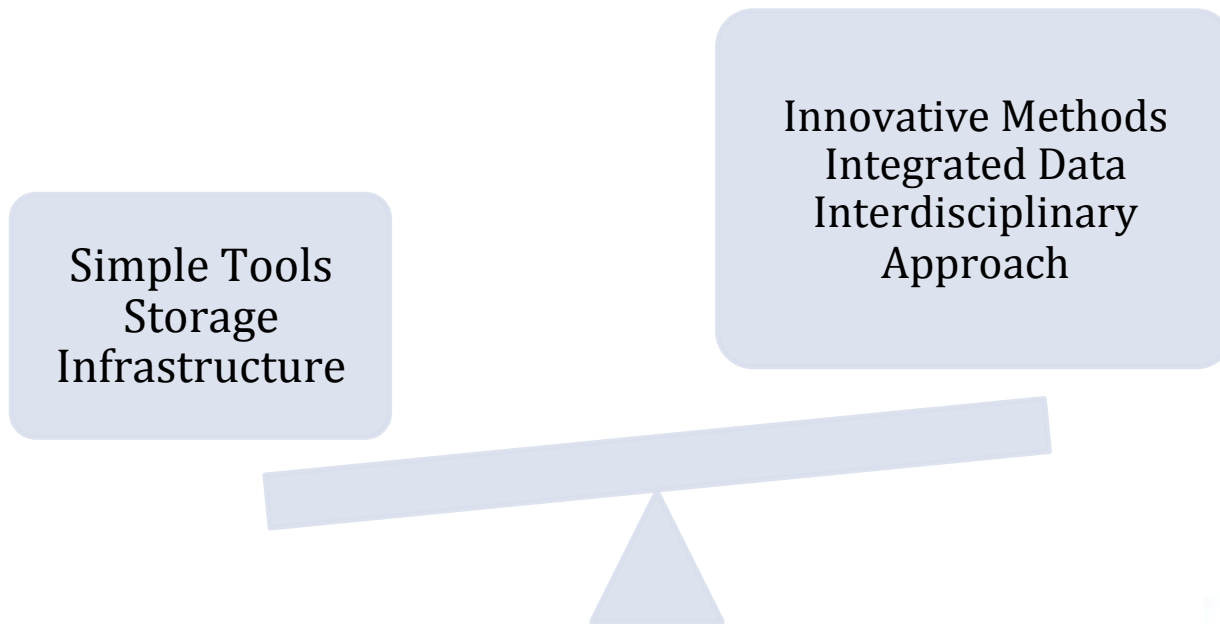 Simple Tools
Storage
Infrastructure
Innovative Methods
Integrated Data
Interdisciplinary
Approach